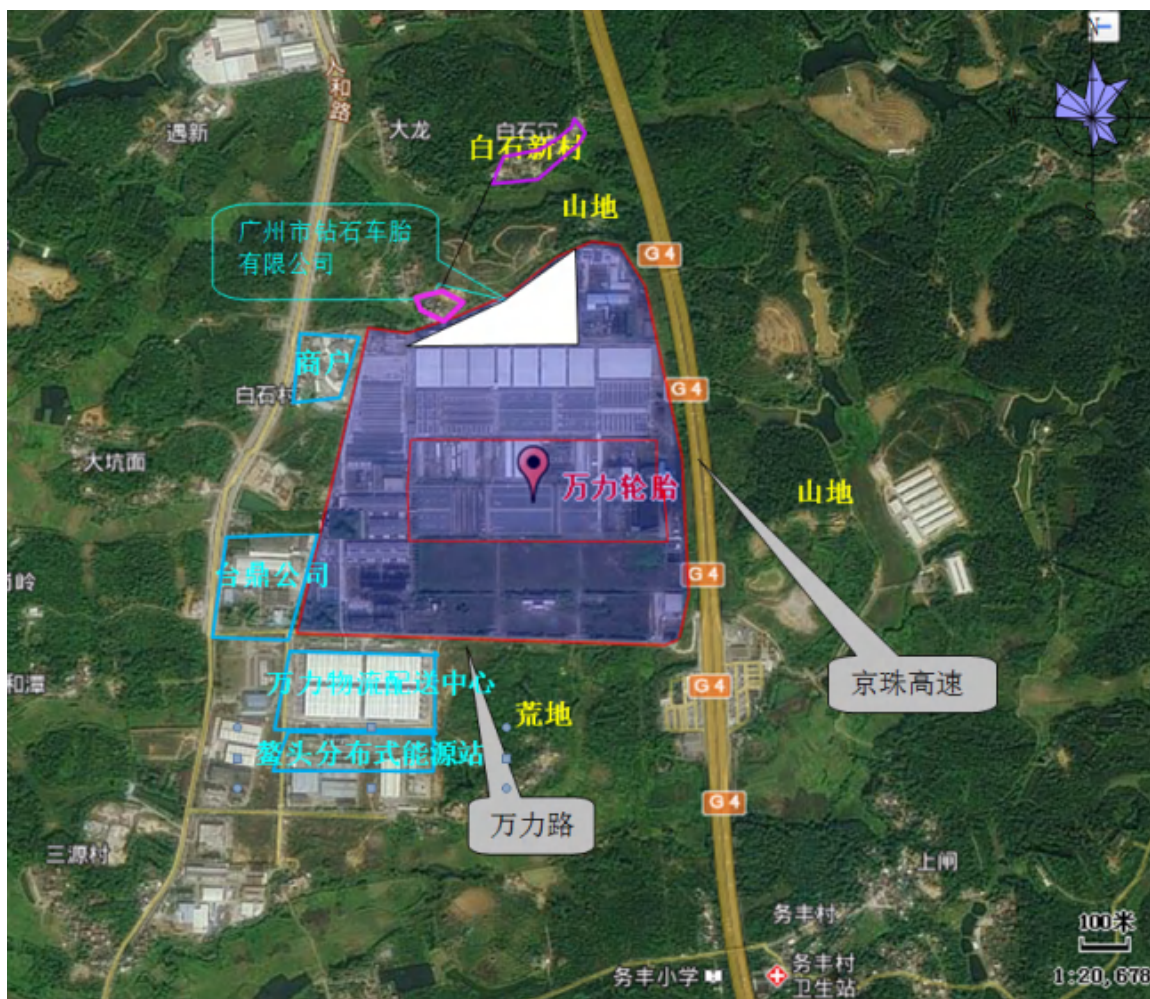 人和路
遇新
大龙
白石新村
山地
广州市钻石车胎
有限公司
G4
G4
商户
白石村
大坑面
万力轮胎
山地
台鼎公司
G4
和潭
万力物流配送中心
G4
京珠高速
荒地
鳌头分布式能源站
G4
万力路
三源村
上闸
务丰村
100米
务丰小学
务丰村
卫生站
1:20,678